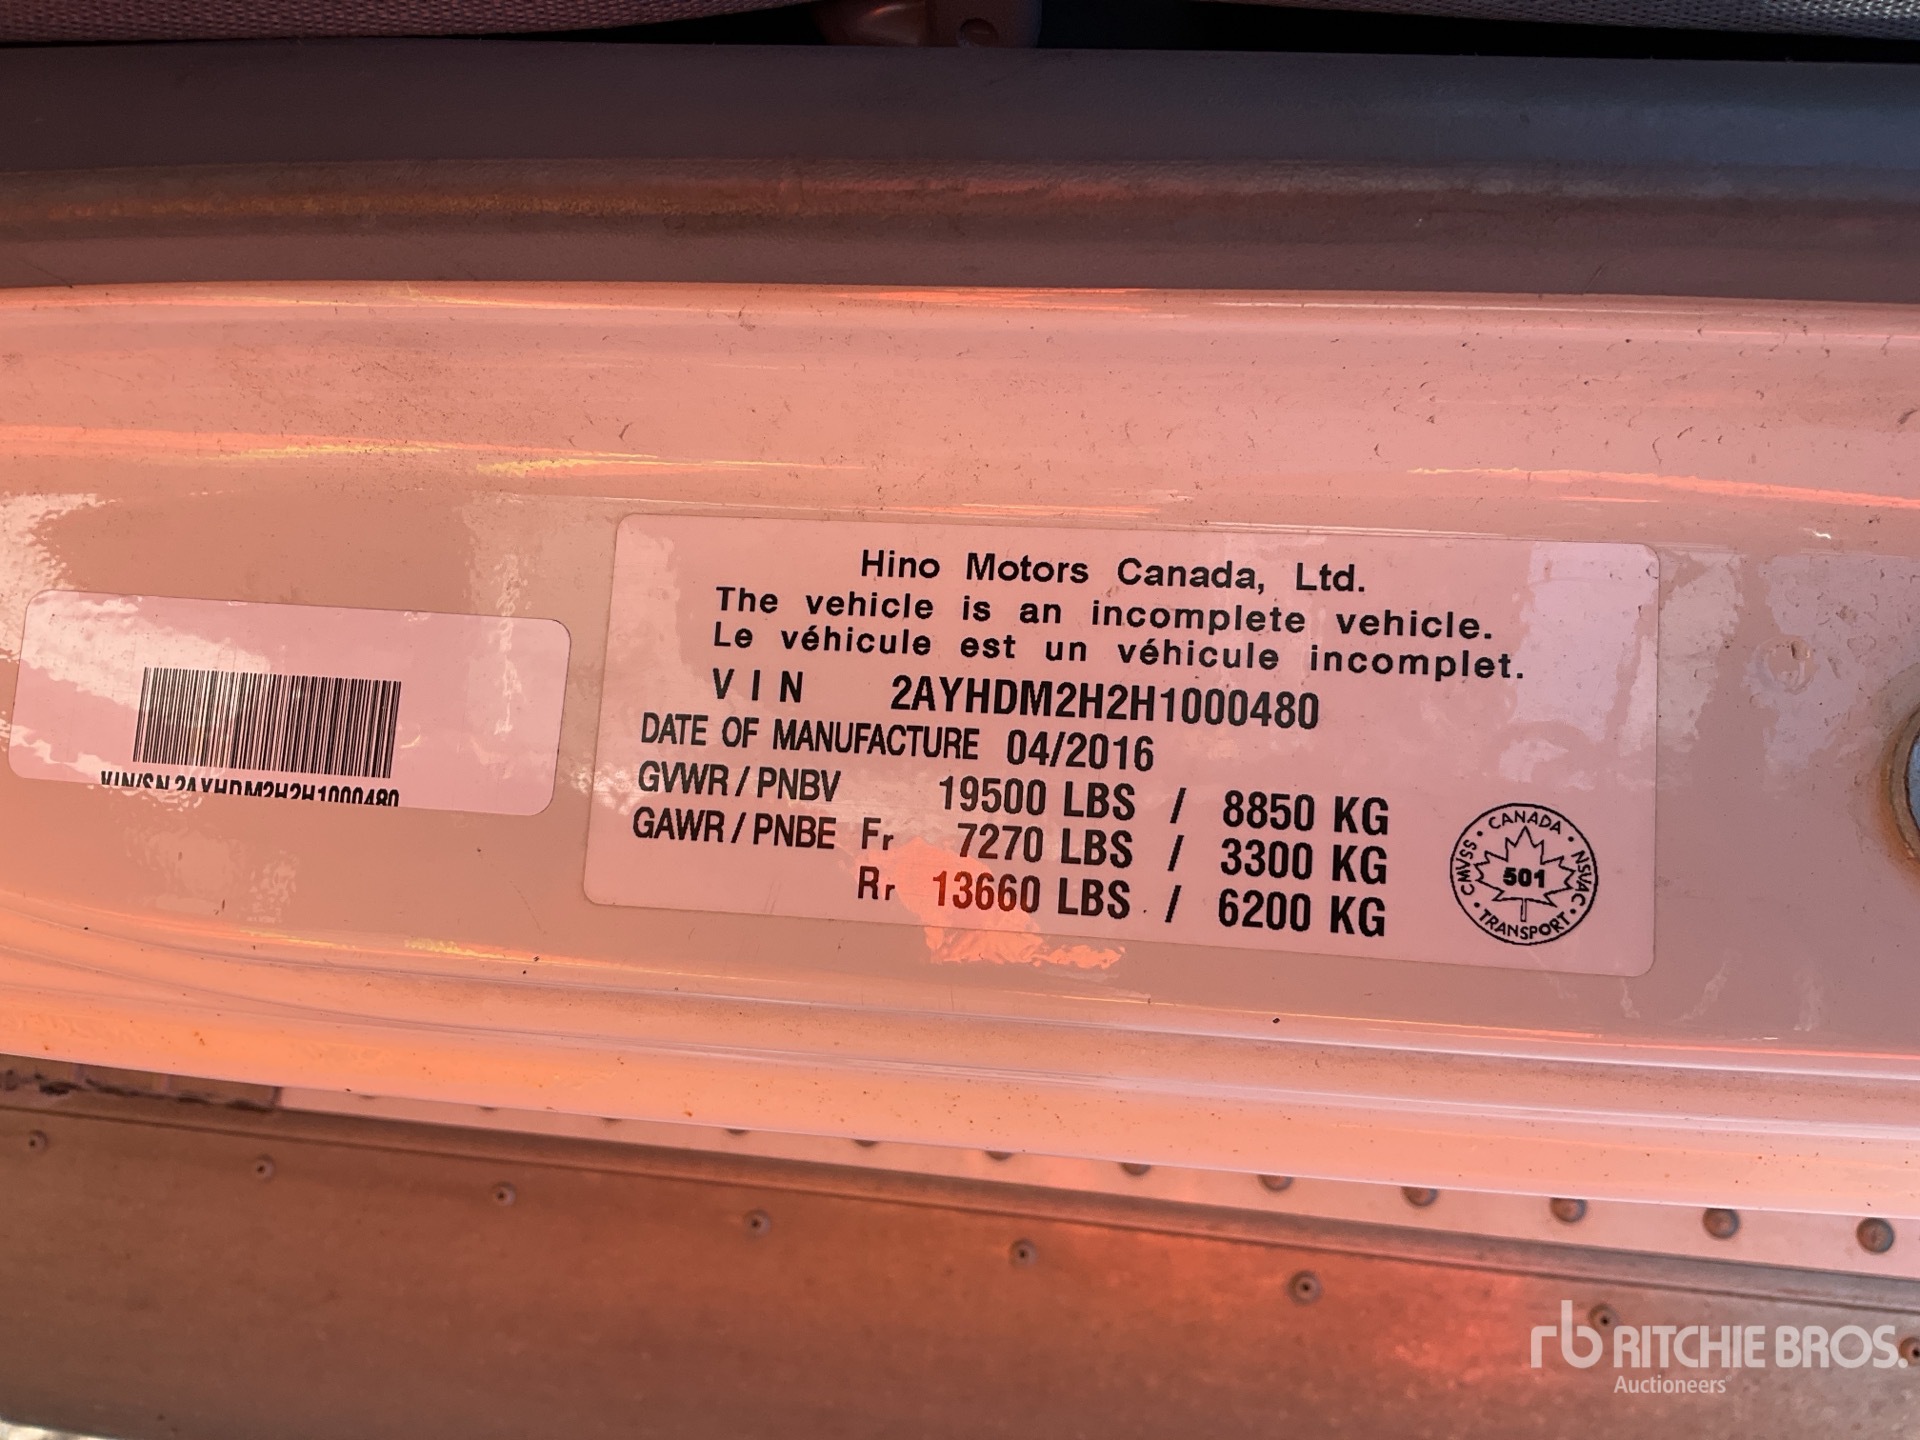 Hino Motors Canada, Ltd.
The vehicle is an incomplete vehicle.
Le véhicule est un véhicule incomplet.
VIN 2AYHDM2H2H1000480
DATE OF MANUFACTURE 04/2016
GVWR / PNBV 19500 LBS / 8850 KG
GAWR / PNBE Fr 7270 LBS / 3300 KG
Rr 13660 LBS / 6200 KG
CANADA
CMVSS
501
NSVAC
TRANSPORT
VIN/SN 2AYHDM2H2H1000480
rb RITCHIE BROS.
Auctioneers